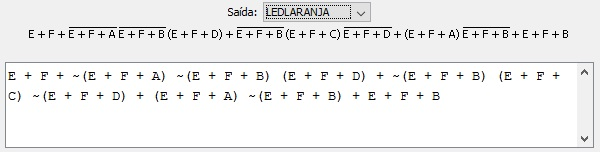 Saída: LEDLARANJA
E + F + E + F + A E + F + B (E + F + D) + E + F + B (E + F + C) E + F + D + (E + F + A) E + F + B + E + F + B
E + F + ~(E + F + A) ~(E + F + B) (E + F + D) + ~(E + F + B) (E + F +
C) ~(E + F + D) + (E + F + A) ~(E + F + B) + E + F + B